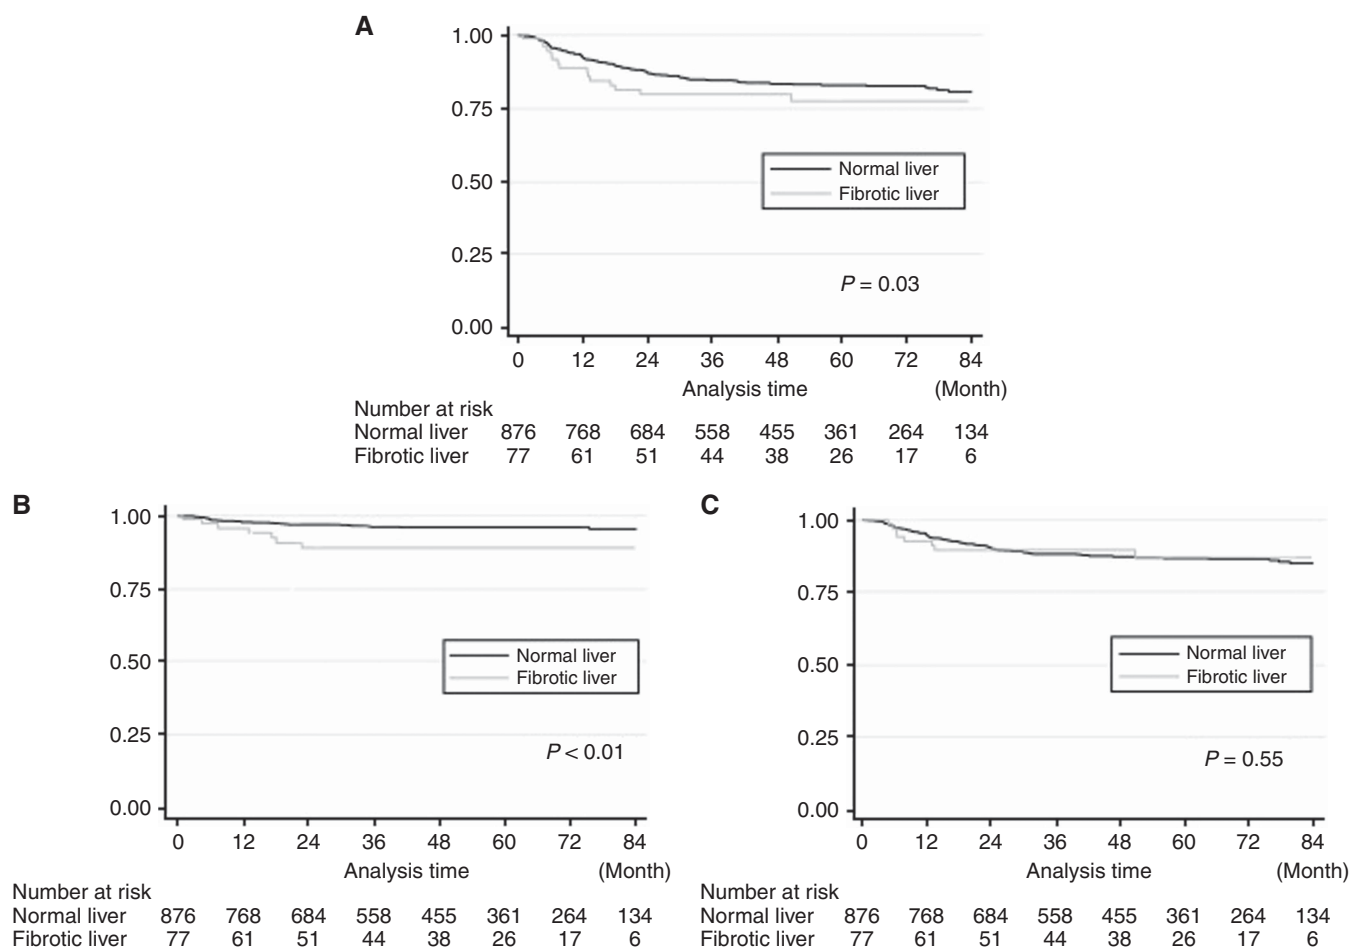 A
1.00
0.75
0.50
0.25
0.00
Normal liver
Fibrotic liver
P = 0.03
0 12 24 36 48 60 72 84
Analysis time (Month)
Number at risk
Normal liver 876 768 684 558 455 361 264 134
Fibrotic liver 77 61 51 44 38 26 17 6
B
1.00
0.75
0.50
0.25
0.00
Normal liver
Fibrotic liver
P < 0.01
0 12 24 36 48 60 72 84
Analysis time (Month)
Number at risk
Normal liver 876 768 684 558 455 361 264 134
Fibrotic liver 77 61 51 44 38 26 17 6
C
1.00
0.75
0.50
0.25
0.00
Normal liver
Fibrotic liver
P = 0.55
0 12 24 36 48 60 72 84
Analysis time (Month)
Number at risk
Normal liver 876 768 684 558 455 361 264 134
Fibrotic liver 77 61 51 44 38 26 17 6